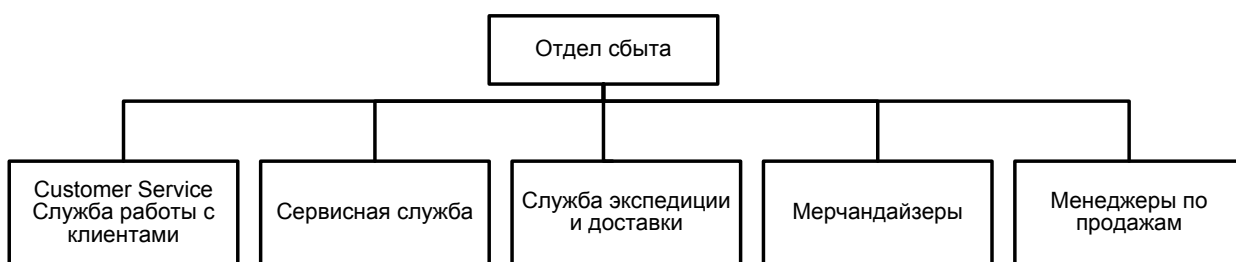 Отдел сбыта
Customer Service
Служба работы с
клиентами
Сервисная служба
Служба экспедиции
и доставки
Мерчандайзеры
Менеджеры по
продажам